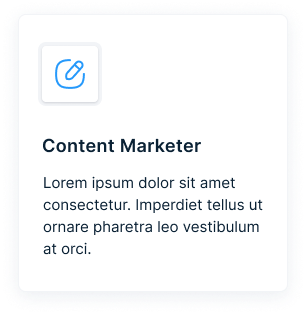 Content Marketer
Lorem ipsum dolor sit amet
consectetur. Imperdiet tellus ut
ornare pharetra leo vestibulum
at orci.